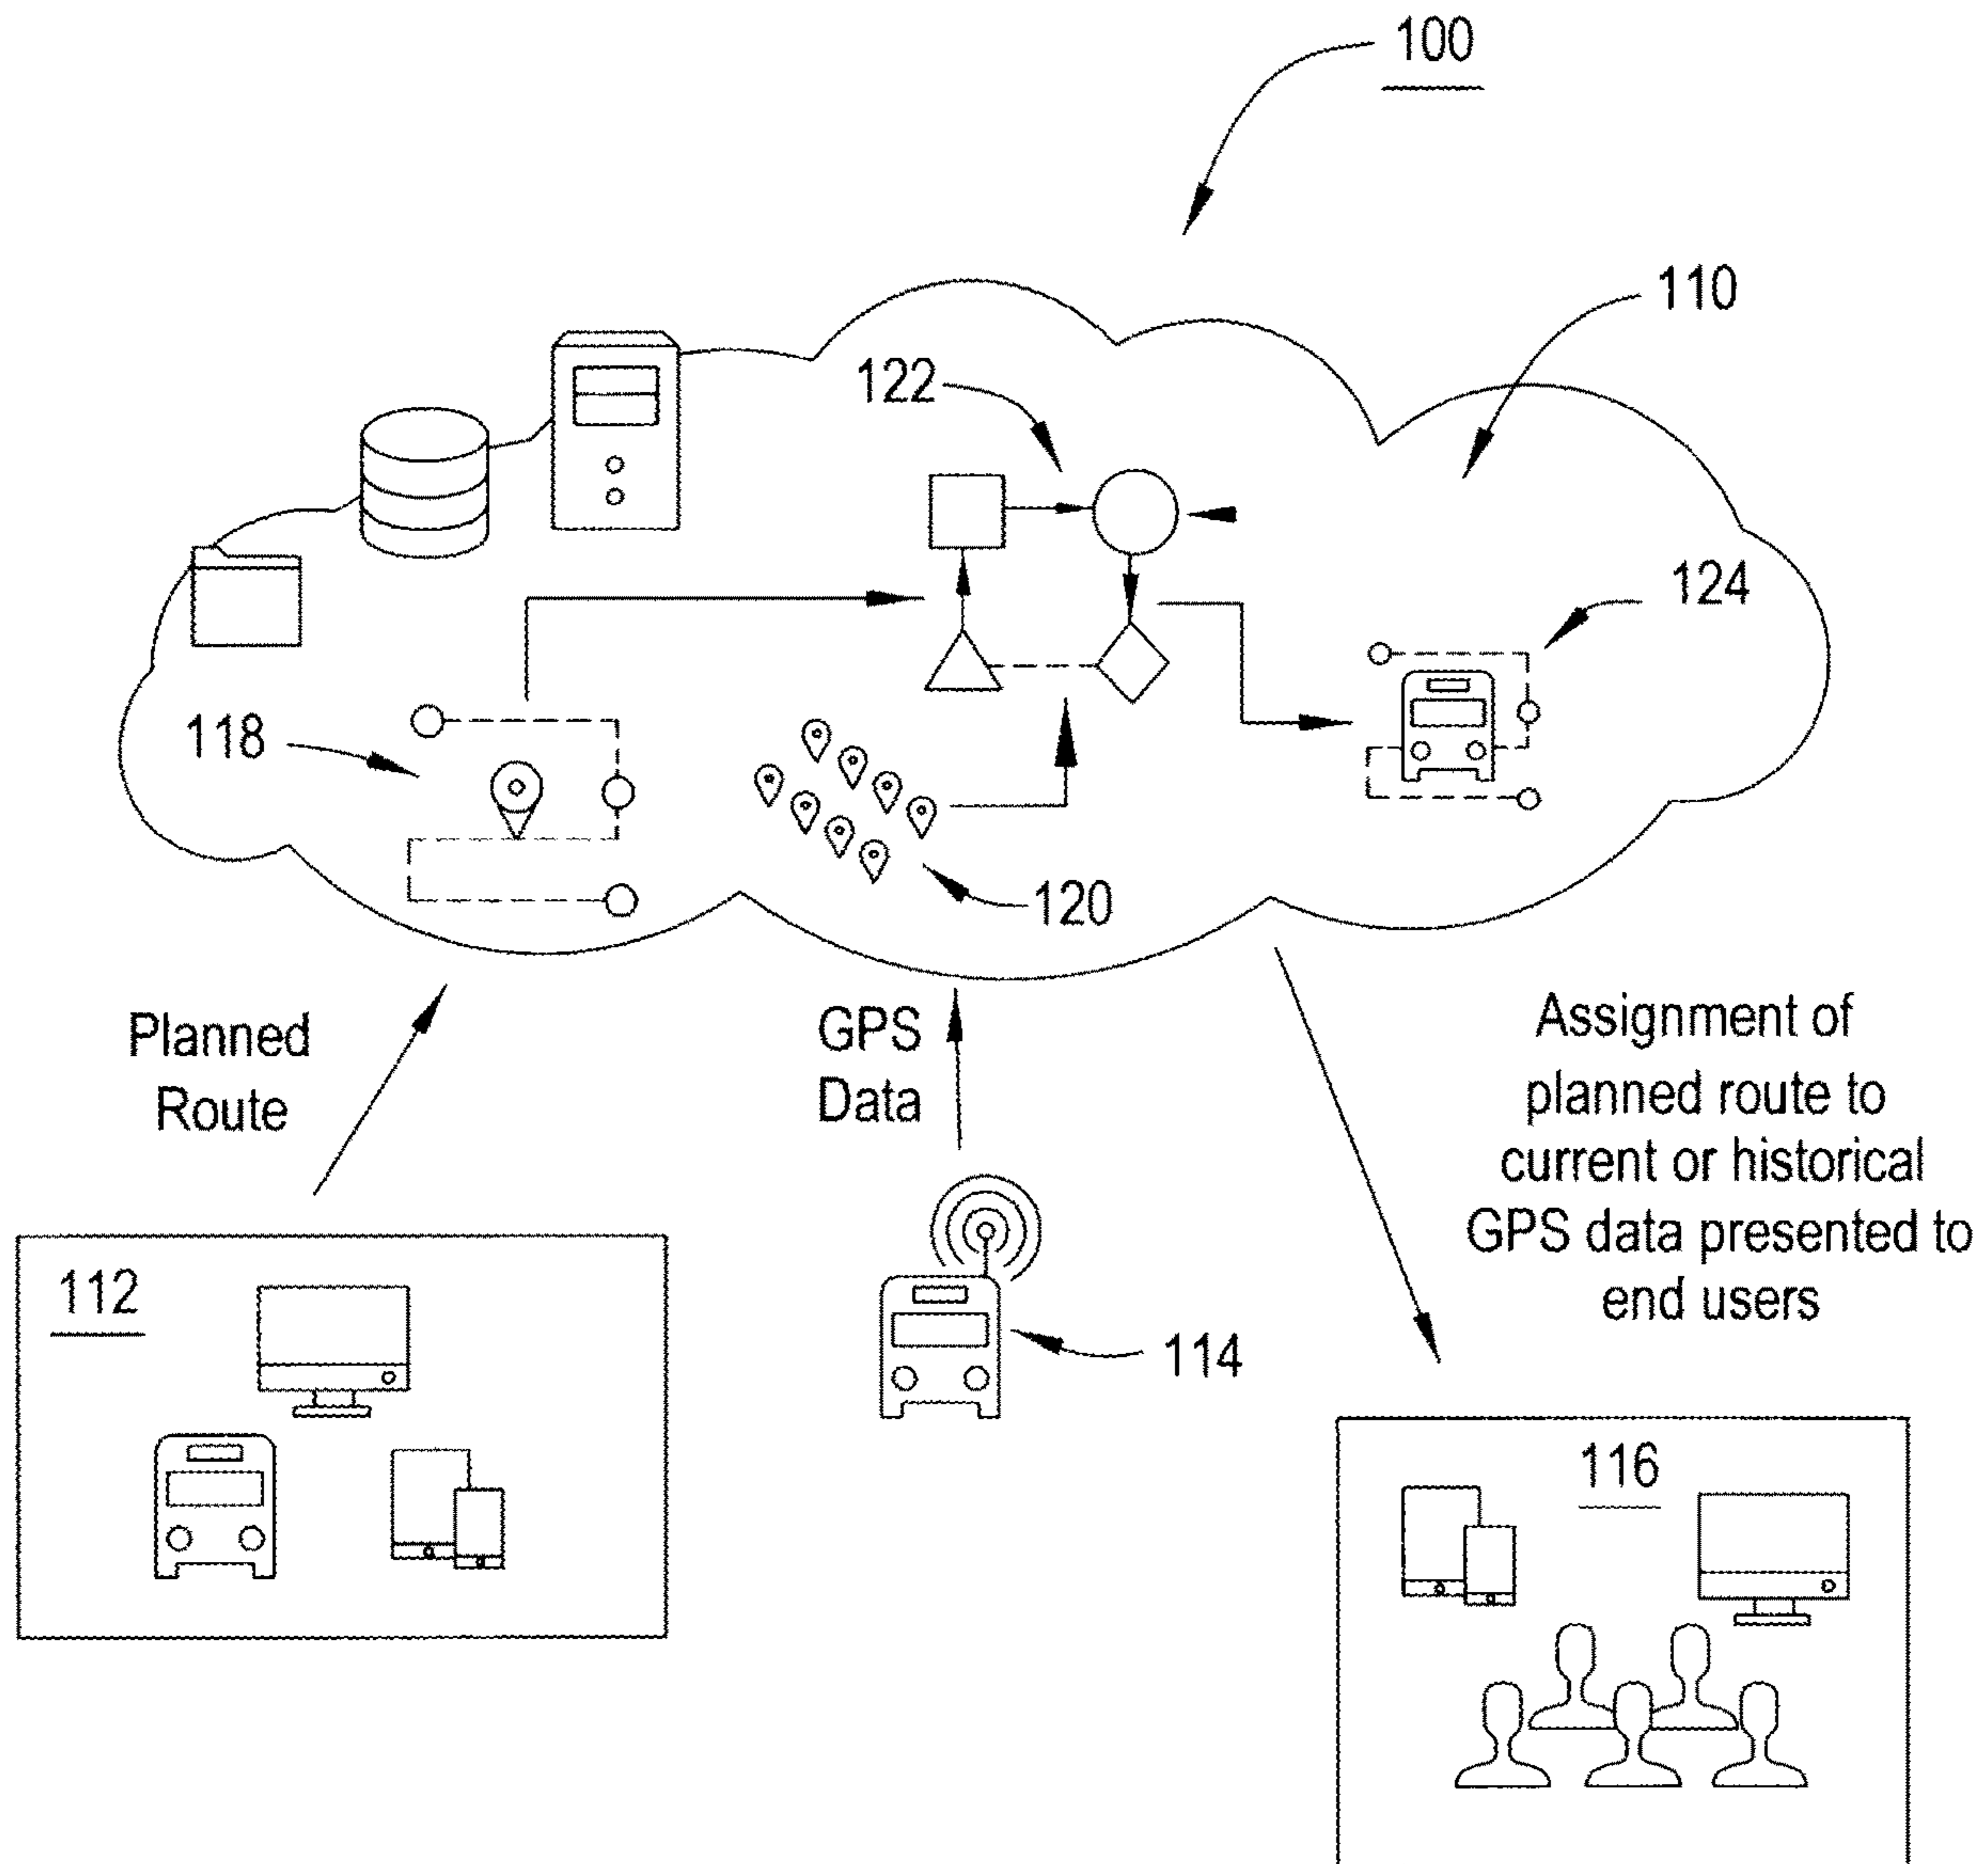 100
110
122
124
118
120
Planned
Route
GPS
Data
Assignment of
planned route to
current or historical
GPS data presented to
end users
112
114
116